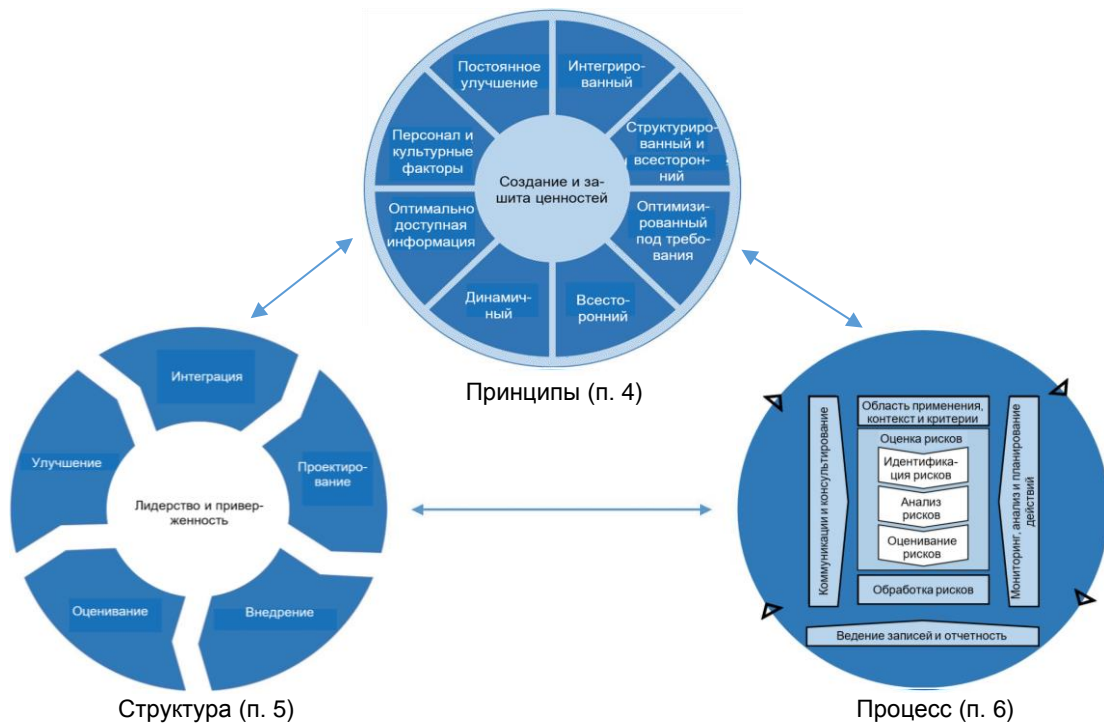 Постоянное
улучшение
Интегриро-
ванный
Персонал и
культурные
факторы
Структуриро-
ванный и
всесторон-
ний
Создание и за-
шита ценностей
Оптимально
доступная
информация
Оптимизи-
рованный
под требо-
вания
Динамич-
ный
Всесто-
ронний
Принципы (п. 4)
Интеграция
Улучшение
Проектиро-
вание
Лидерство и привер-
женность
Оценивание
Внедрение
Структура (п. 5)
Область применения,
контекст и критерии
Коммуникации и консультирование
Оценка рисков
Идентифика-
ция рисков
Анализ
рисков
Оценивание
рисков
Мониторинг, анализ и планирование
действий
Обработка рисков
Ведение записей и отчетность
Процесс (п. 6)